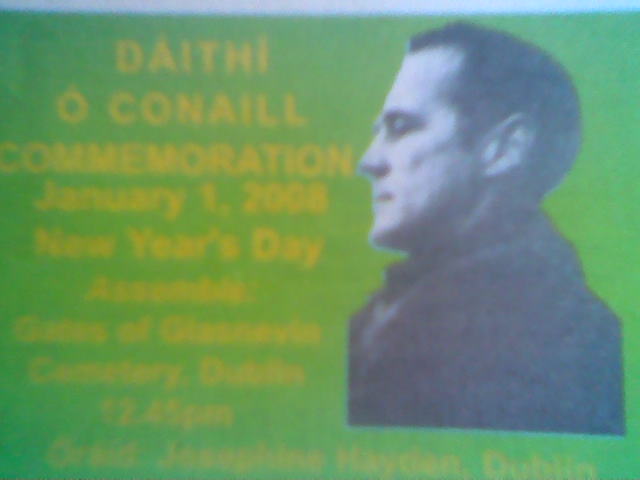 DÁITHÍ
Ó CONAILL
COMMEMORATION
January 1, 2008
New Year's Day
Assemble:
Gates of Glasnevin
Cemetery, Dublin
12.45pm
Óráid: Josephine Hayden, Dublin